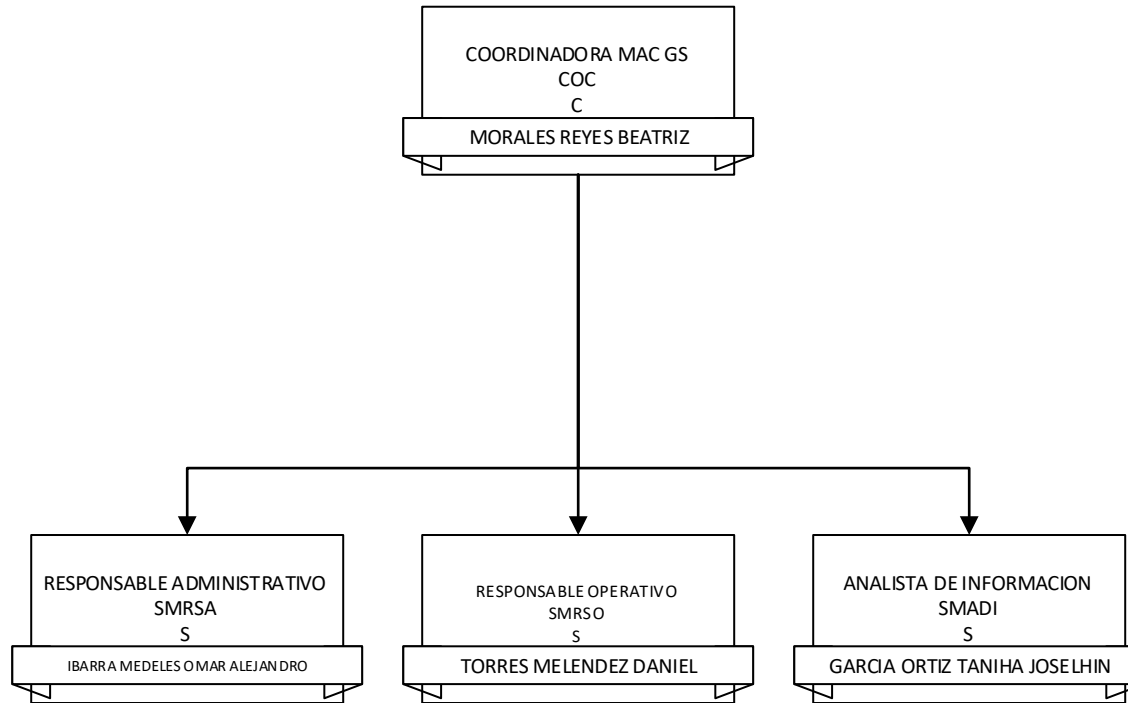 COORDINADORA MAC GS
COC
C
MORALES REYES BEATRIZ
RESPONSABLE ADMINISTRATIVO
SMRSA
S
IBARRA MEDELES OMAR ALEJANDRO
RESPONSABLE OPERATIVO
SMRSO
S
TORRES MELENDEZ DANIEL
ANALISTA DE INFORMACION
SMADI
S
GARCIA ORTIZ TANIHA JOSELHIN